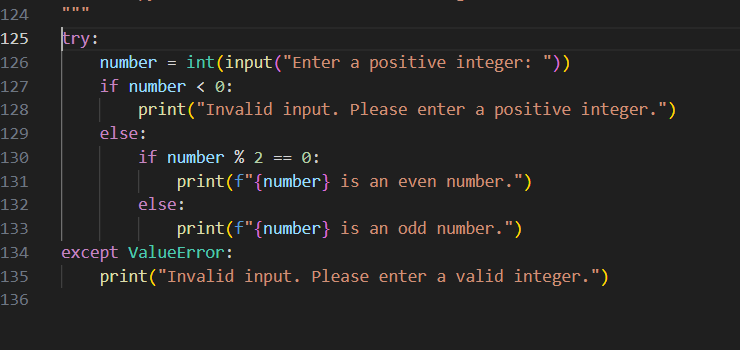 124 """
125 try:
126     number = int(input("Enter a positive integer: "))
127     if number < 0:
128         print("Invalid input. Please enter a positive integer.")
129     else:
130         if number % 2 == 0:
131             print(f"{number} is an even number.")
132         else:
133             print(f"{number} is an odd number.")
134 except ValueError:
135     print("Invalid input. Please enter a valid integer.")
136